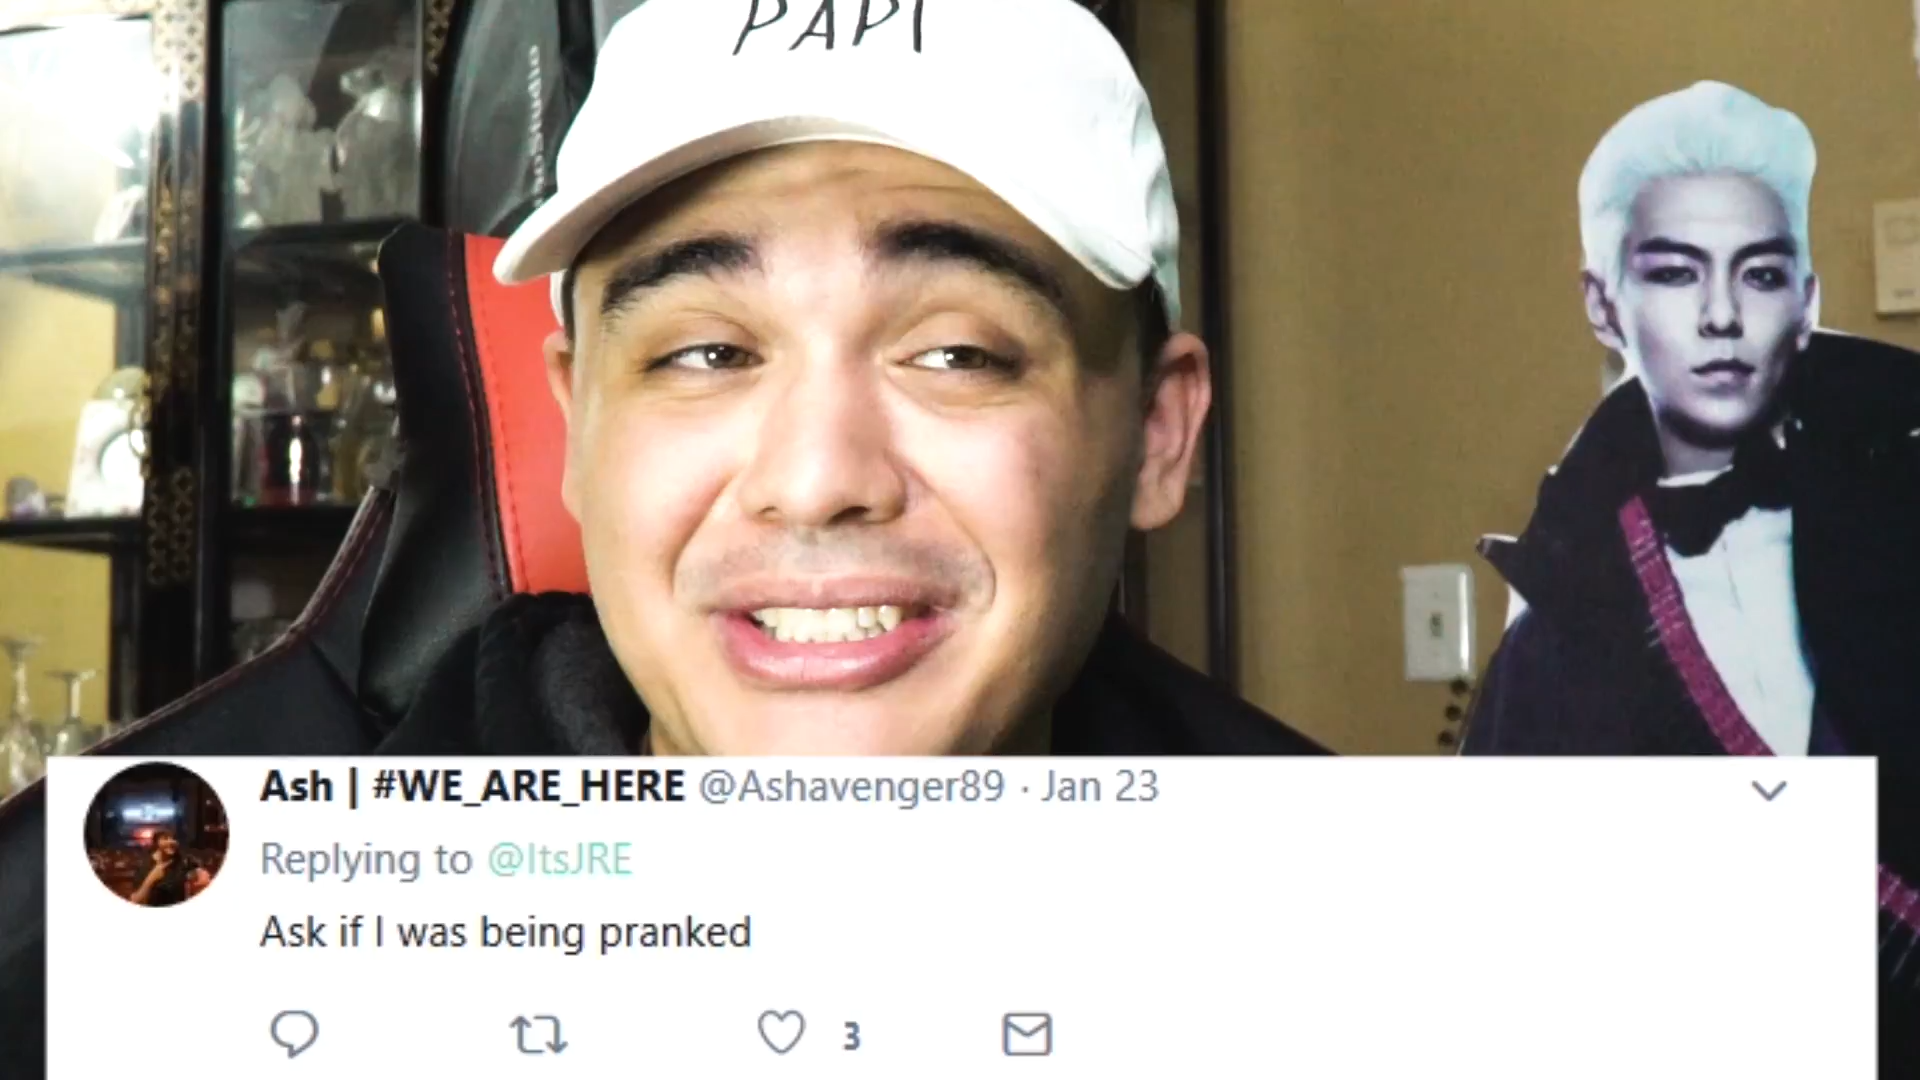 PAPI
Ash | #WE_ARE_HERE @Ashavenger89 · Jan 23
Replying to @ItsJRE
Ask if I was being pranked
3